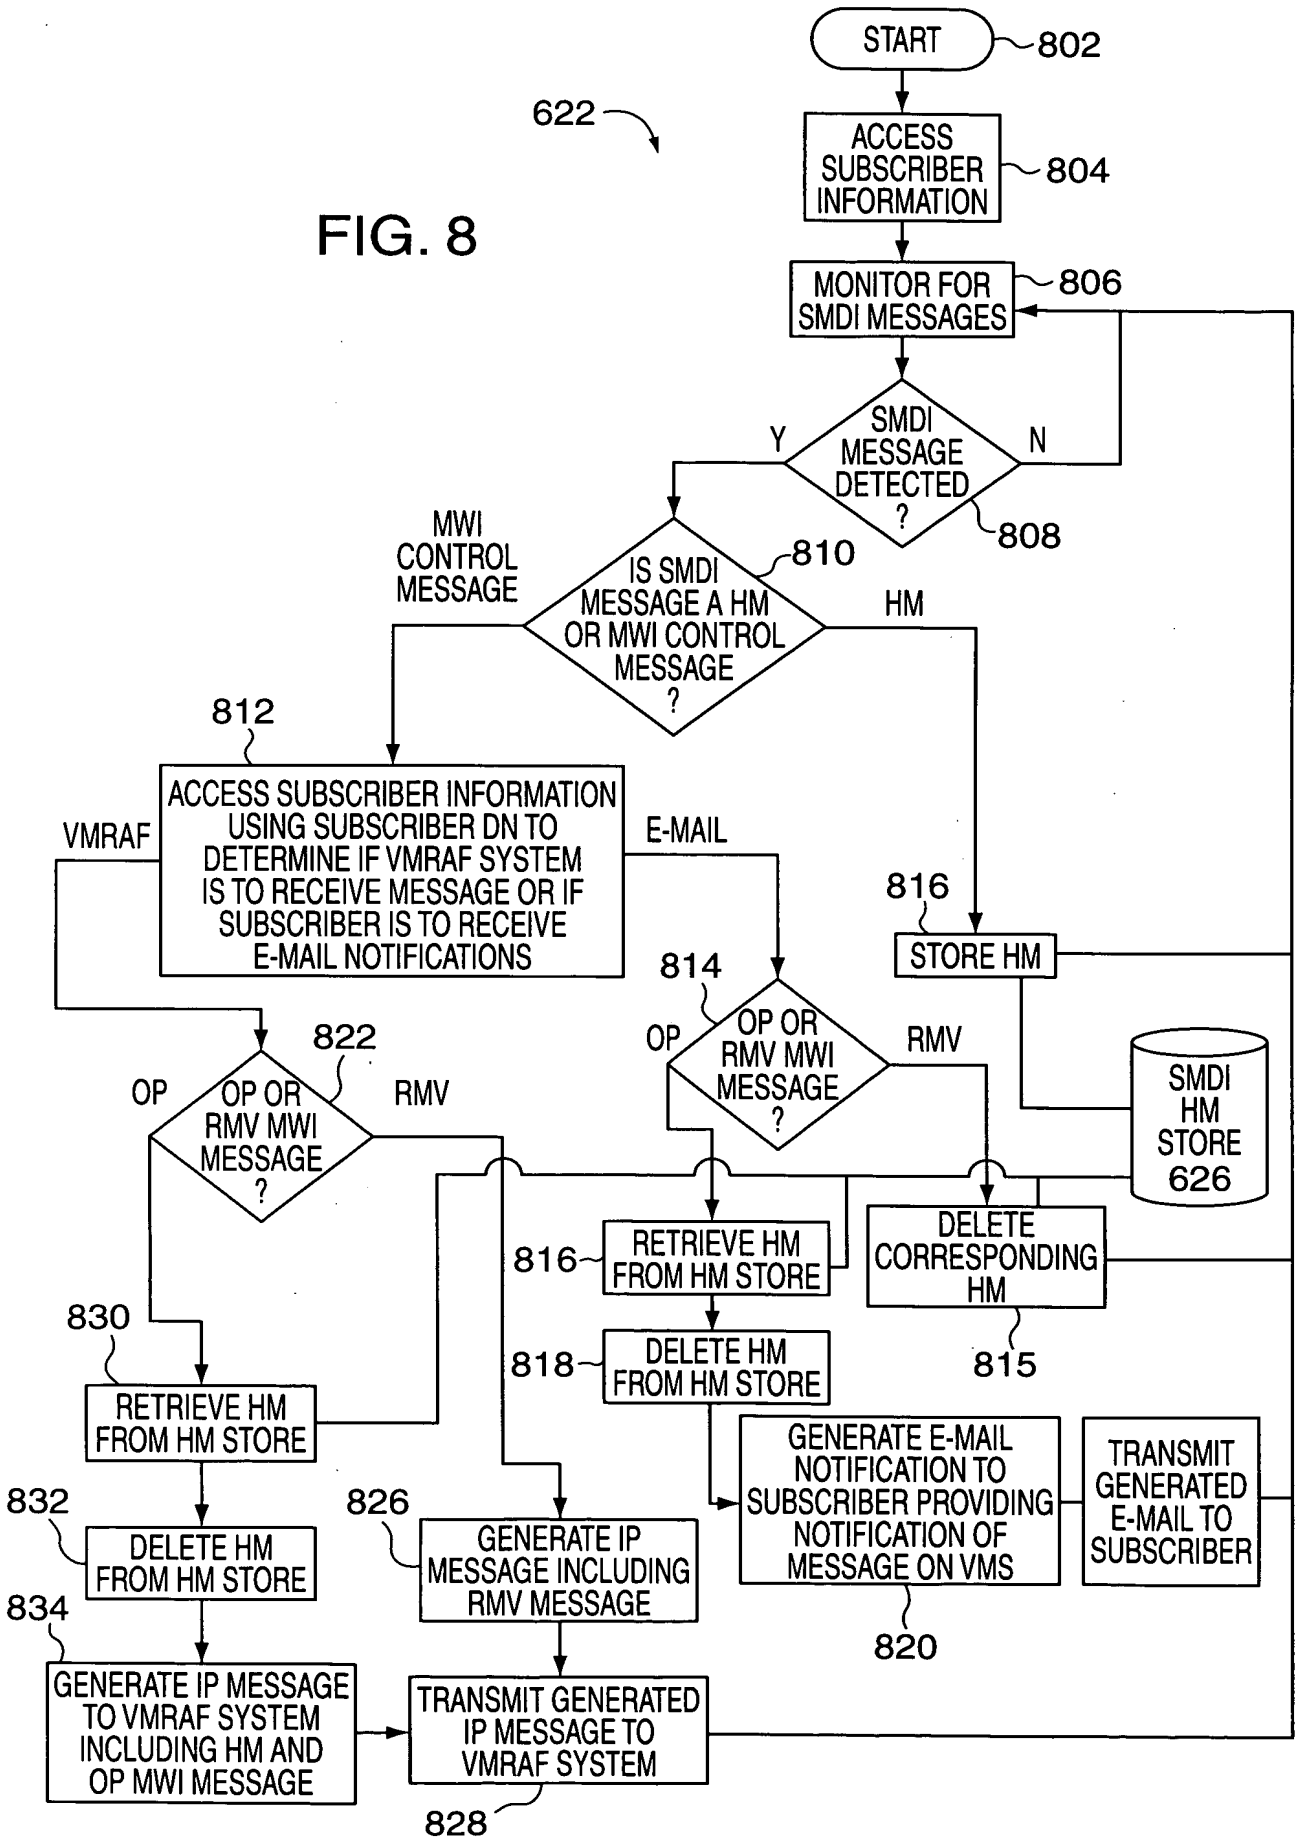 START
802
622
ACCESS
SUBSCRIBER
INFORMATION
804
FIG. 8
MONITOR FOR
SMDI MESSAGES
806
SMDI
MESSAGE
DETECTED
?
Y
N
808
MWI
CONTROL
MESSAGE
IS SMDI
MESSAGE A HM
OR MWI CONTROL
MESSAGE
?
810
HM
812
ACCESS SUBSCRIBER INFORMATION
USING SUBSCRIBER DN TO
DETERMINE IF VMRAF SYSTEM
IS TO RECEIVE MESSAGE OR IF
SUBSCRIBER IS TO RECEIVE
E-MAIL NOTIFICATIONS
VMRAF
E-MAIL
816
STORE HM
814
OP OR
RMV MWI
MESSAGE
?
OP
RMV
822
OP OR
RMV MWI
MESSAGE
?
OP
RMV
SMDI
HM
STORE
626
816
RETRIEVE HM
FROM HM STORE
DELETE
CORRESPONDING
HM
815
818
DELETE HM
FROM HM STORE
830
RETRIEVE HM
FROM HM STORE
GENERATE E-MAIL
NOTIFICATION TO
SUBSCRIBER PROVIDING
NOTIFICATION OF
MESSAGE ON VMS
820
TRANSMIT
GENERATED
E-MAIL TO
SUBSCRIBER
832
DELETE HM
FROM HM STORE
826
GENERATE IP
MESSAGE INCLUDING
RMV MESSAGE
834
GENERATE IP MESSAGE
TO VMRAF SYSTEM
INCLUDING HM AND
OP MWI MESSAGE
TRANSMIT GENERATED
IP MESSAGE TO
VMRAF SYSTEM
828